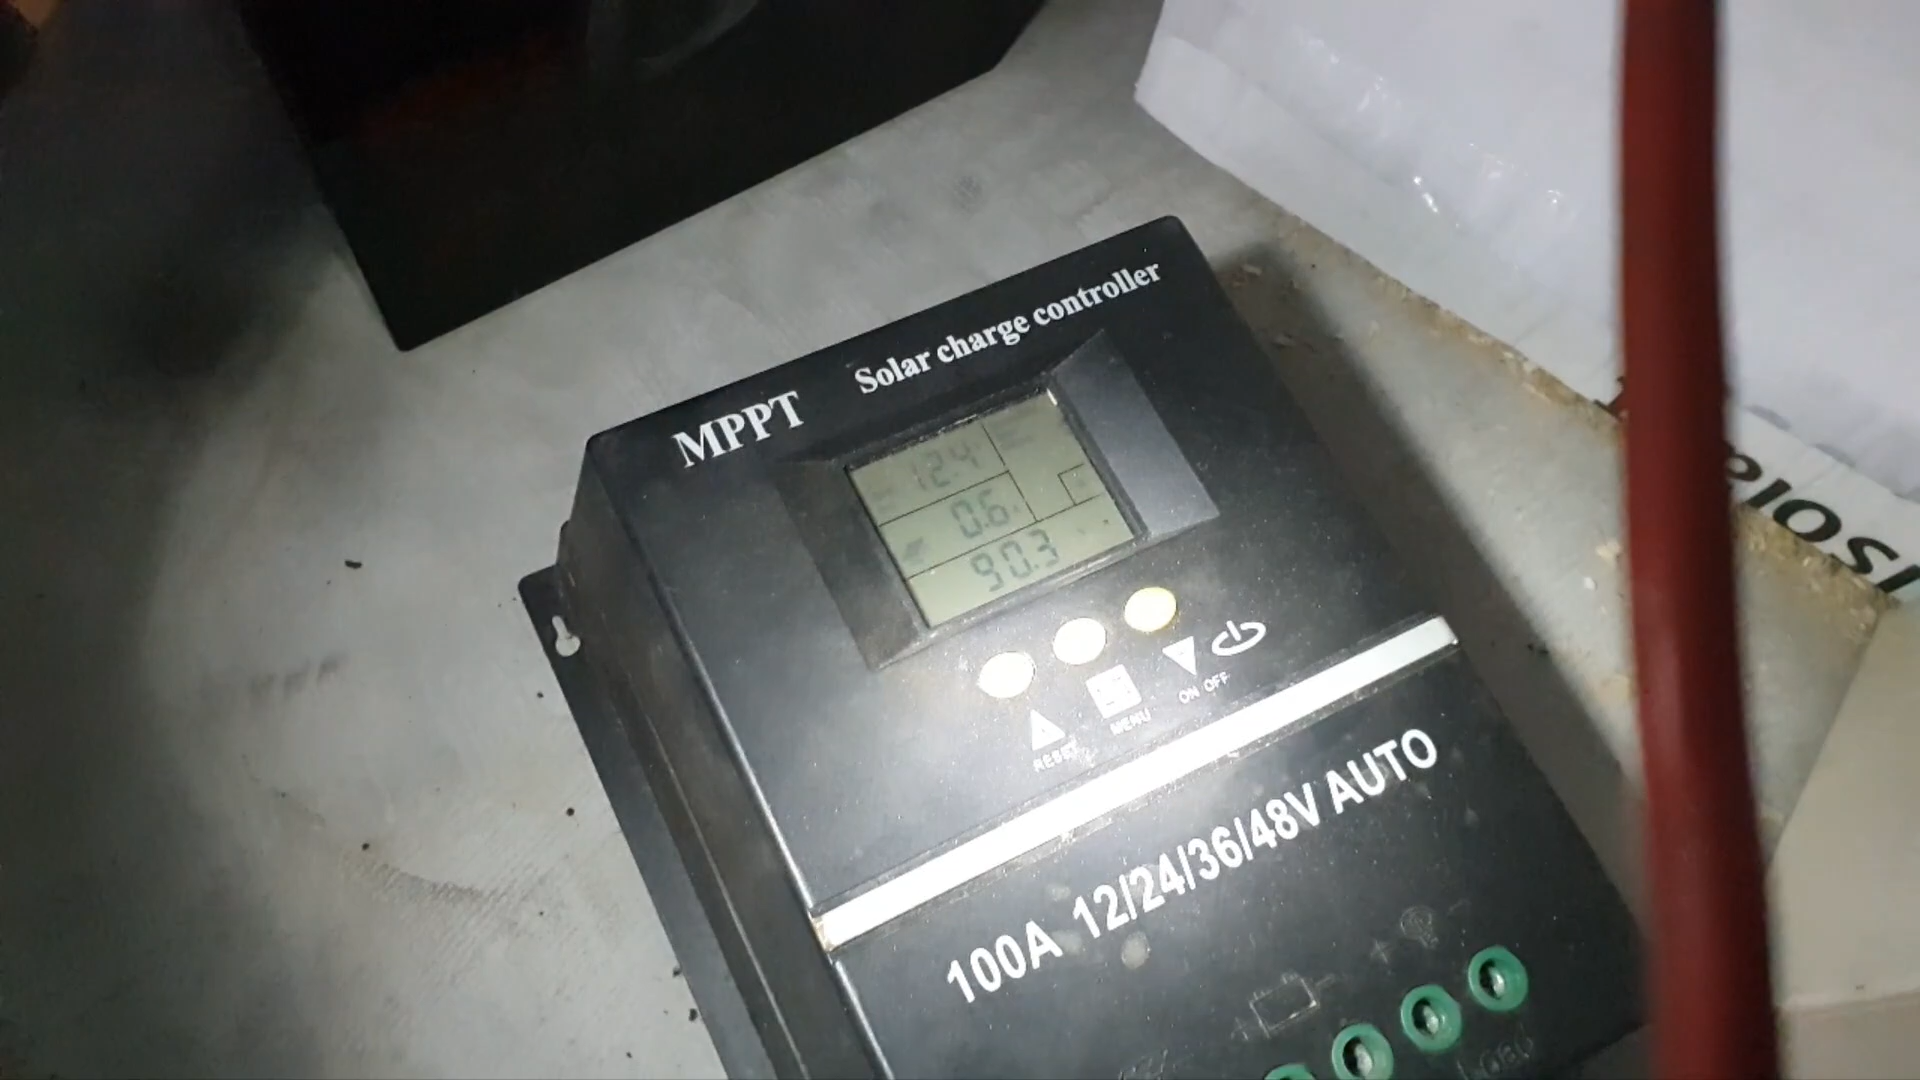 MPPT Solar charge controller
12.4
0.6
90.3
RESET MENU ON OFF
100A 12/24/36/48V AUTO
LOAD